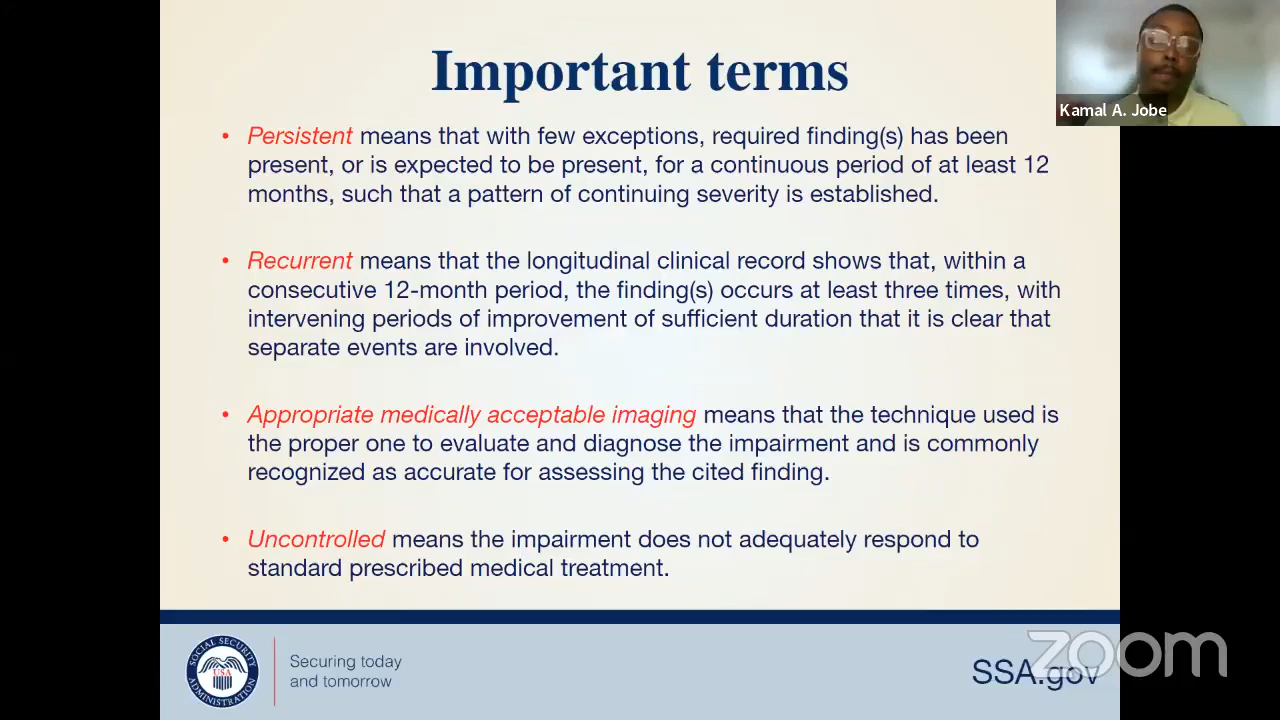 Important terms
Kamal A. Jobe
• Persistent means that with few exceptions, required finding(s) has been
present, or is expected to be present, for a continuous period of at least 12
months, such that a pattern of continuing severity is established.
• Recurrent means that the longitudinal clinical record shows that, within a
consecutive 12-month period, the finding(s) occurs at least three times, with
intervening periods of improvement of sufficient duration that it is clear that
separate events are involved.
• Appropriate medically acceptable imaging means that the technique used is
the proper one to evaluate and diagnose the impairment and is commonly
recognized as accurate for assessing the cited finding.
• Uncontrolled means the impairment does not adequately respond to
standard prescribed medical treatment.
SOCIAL SECURITY
USA
ADMINISTRATION
Securing today
and tomorrow
SSA.gov
zoom